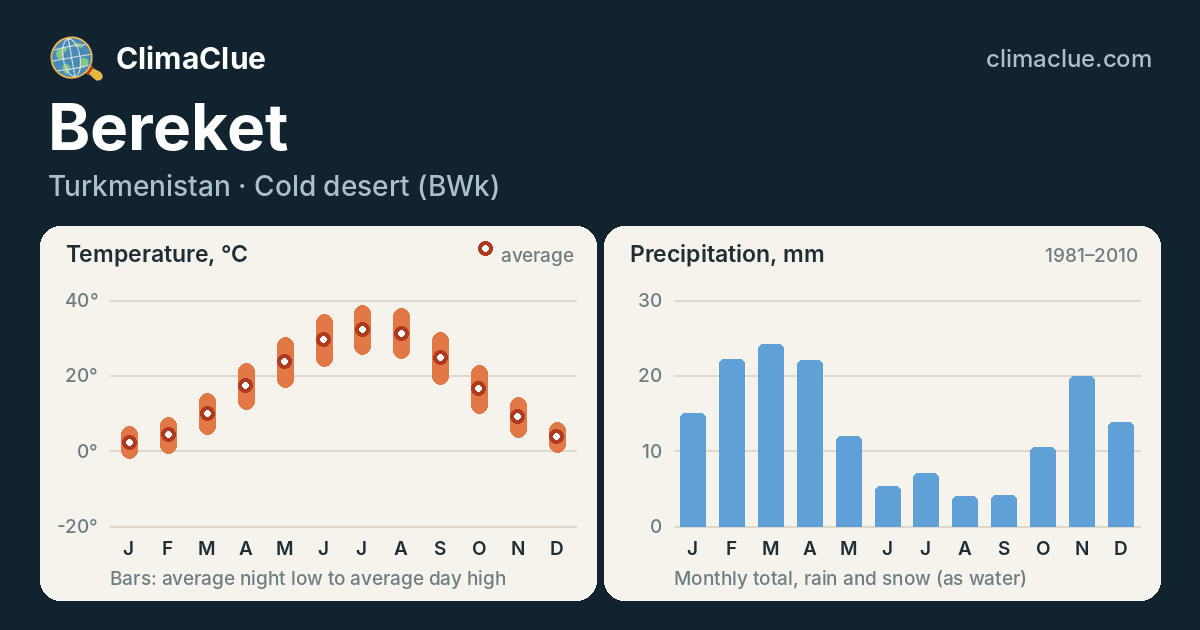 ClimaClue
climaclue.com
Bereket
Turkmenistan · Cold desert (BWk)
Temperature, °C
average
40°
20°
0°
-20°
J F M A M J J A S O N D
Bars: average night low to average day high
Precipitation, mm
1981–2010
30
20
10
0
J F M A M J J A S O N D
Monthly total, rain and snow (as water)